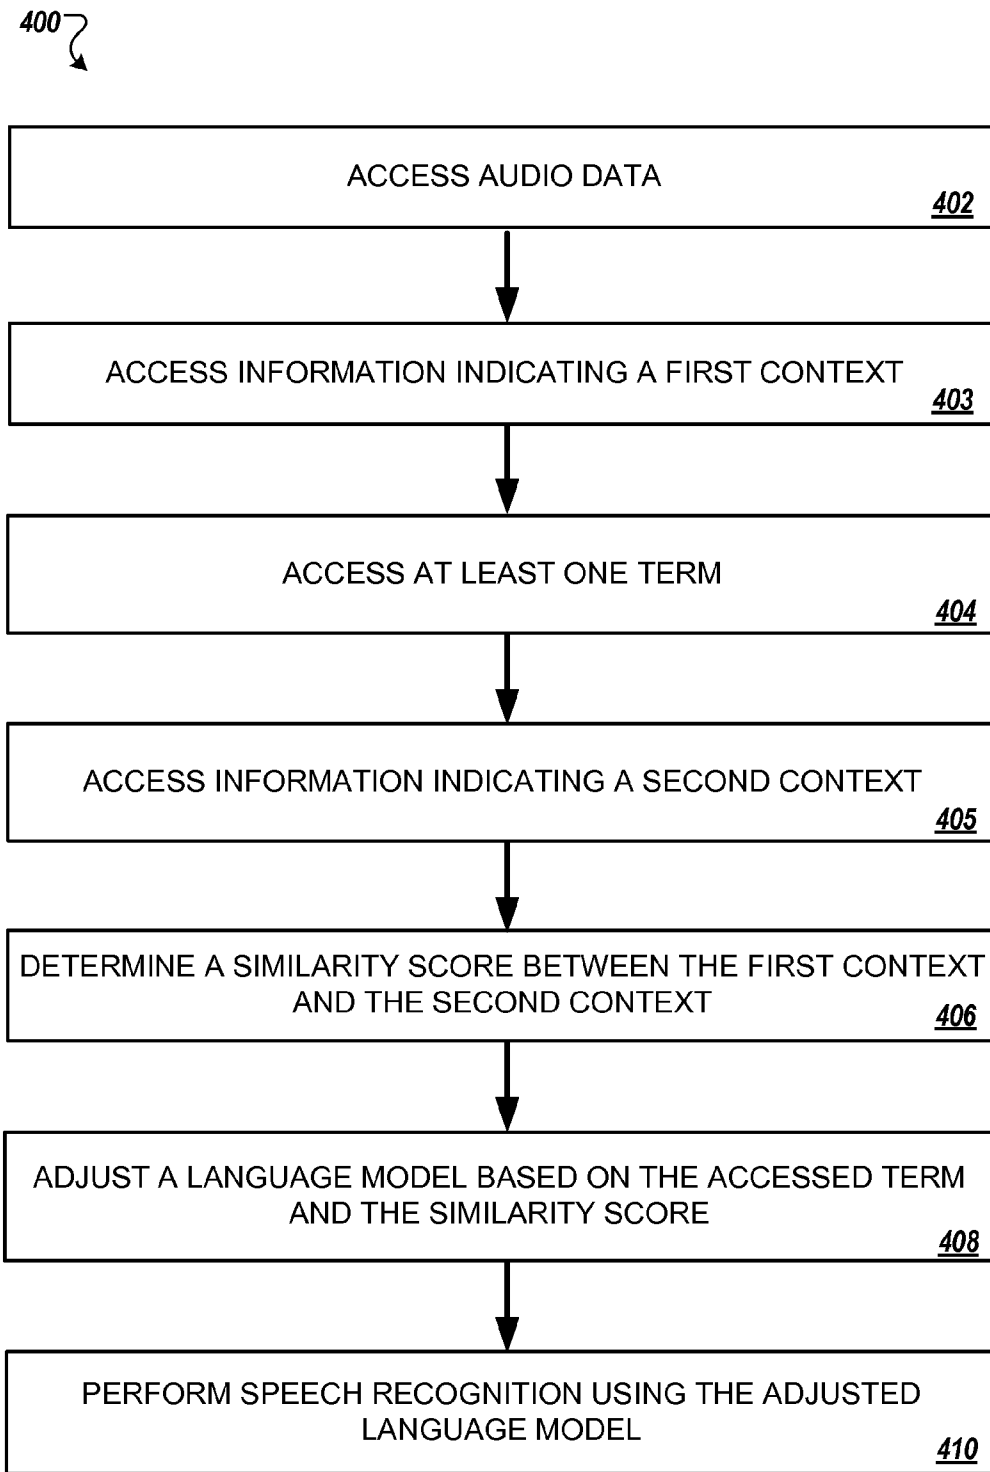 400
ACCESS AUDIO DATA
402
ACCESS INFORMATION INDICATING A FIRST CONTEXT
403
ACCESS AT LEAST ONE TERM
404
ACCESS INFORMATION INDICATING A SECOND CONTEXT
405
DETERMINE A SIMILARITY SCORE BETWEEN THE FIRST CONTEXT
AND THE SECOND CONTEXT
406
ADJUST A LANGUAGE MODEL BASED ON THE ACCESSED TERM
AND THE SIMILARITY SCORE
408
PERFORM SPEECH RECOGNITION USING THE ADJUSTED
LANGUAGE MODEL
410